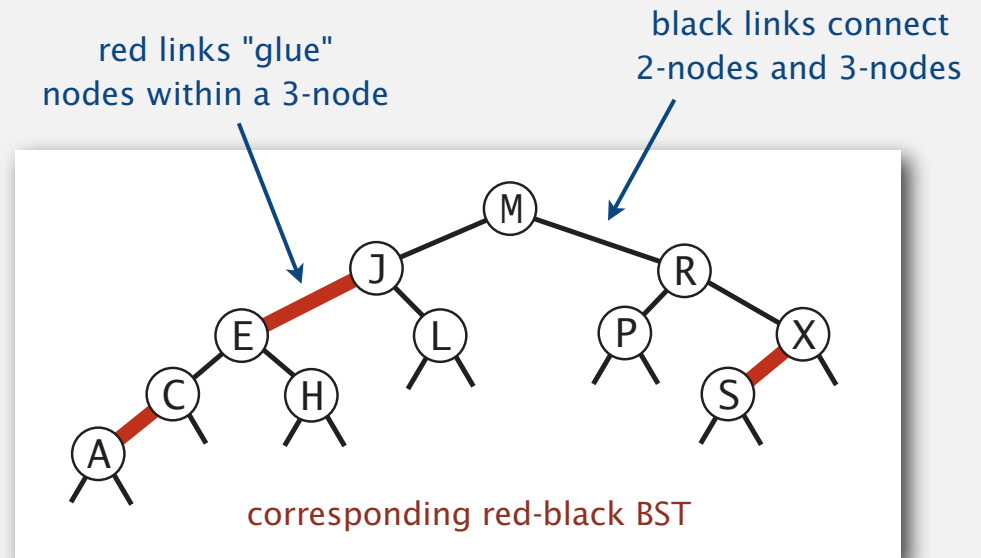 red links "glue"
nodes within a 3-node
black links connect
2-nodes and 3-nodes
M
J
R
E
L
P
X
C
H
S
A
corresponding red-black BST